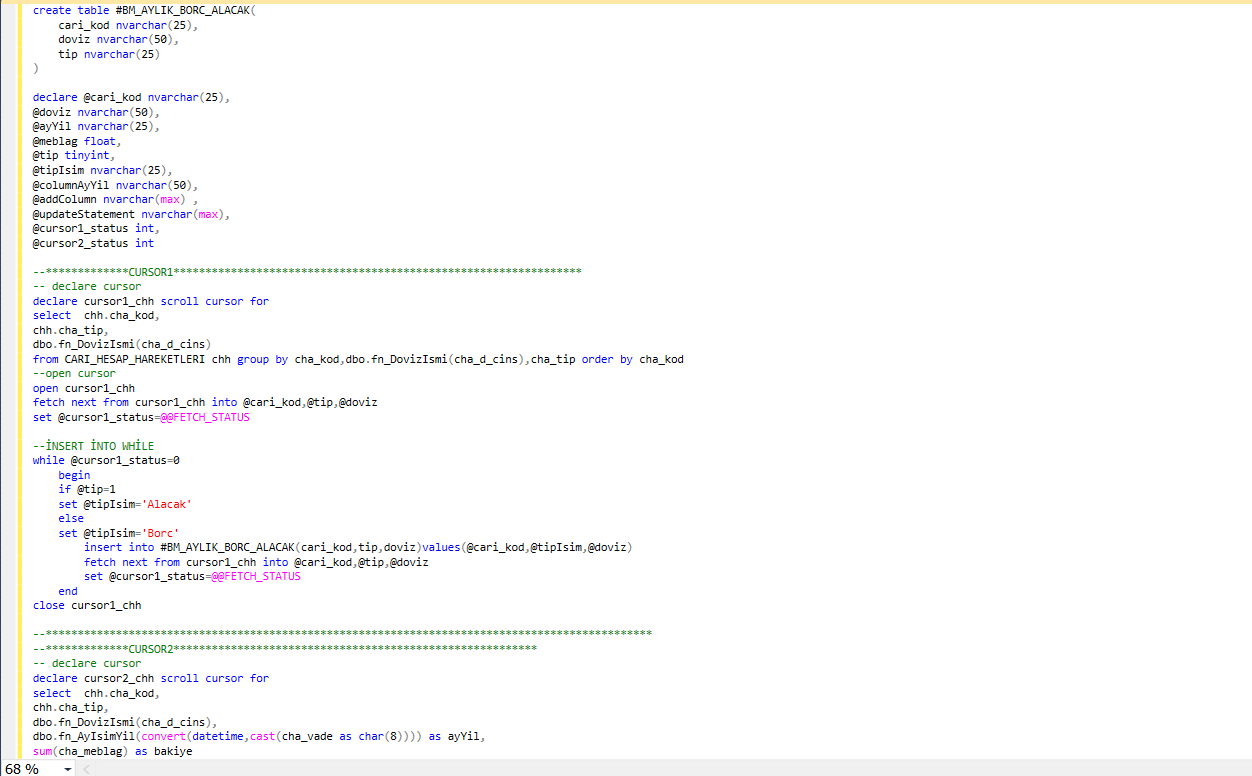 create table #BM_AYLIK_BORC_ALACAK(
cari_kod nvarchar(25),
doviz nvarchar(50),
tip nvarchar(25)
)
declare @cari_kod nvarchar(25),
@doviz nvarchar(50),
@ayYil nvarchar(25),
@meblag float,
@tip tinyint,
@tipIsim nvarchar(25),
@columnAyYil nvarchar(50),
@addColumn nvarchar(max) ,
@updateStatement nvarchar(max),
@cursor1_status int,
@cursor2_status int
--*************CURSOR1****************************************************************
-- declare cursor
declare cursor1_chh scroll cursor for
select  chh.cha_kod,
chh.cha_tip,
dbo.fn_DovizIsmi(cha_d_cins)
from CARI_HESAP_HAREKETLERI chh group by cha_kod,dbo.fn_DovizIsmi(cha_d_cins),cha_tip order by cha_kod
--open cursor
open cursor1_chh
fetch next from cursor1_chh into @cari_kod,@tip,@doviz
set @cursor1_status=@@FETCH_STATUS
--İNSERT İNTO WHİLE
while @cursor1_status=0
begin
if @tip=1
set @tipIsim='Alacak'
else
set @tipIsim='Borc'
insert into #BM_AYLIK_BORC_ALACAK(cari_kod,tip,doviz)values(@cari_kod,@tipIsim,@doviz)
fetch next from cursor1_chh into @cari_kod,@tip,@doviz
set @cursor1_status=@@FETCH_STATUS
end
close cursor1_chh
--***********************************************************************************************
--*************CURSOR2*********************************************************
-- declare cursor
declare cursor2_chh scroll cursor for
select  chh.cha_kod,
chh.cha_tip,
dbo.fn_DovizIsmi(cha_d_cins),
dbo.fn_AyIsimYil(convert(datetime,cast(cha_vade as char(8)))) as ayYil,
sum(cha_meblag) as bakiye
68 %